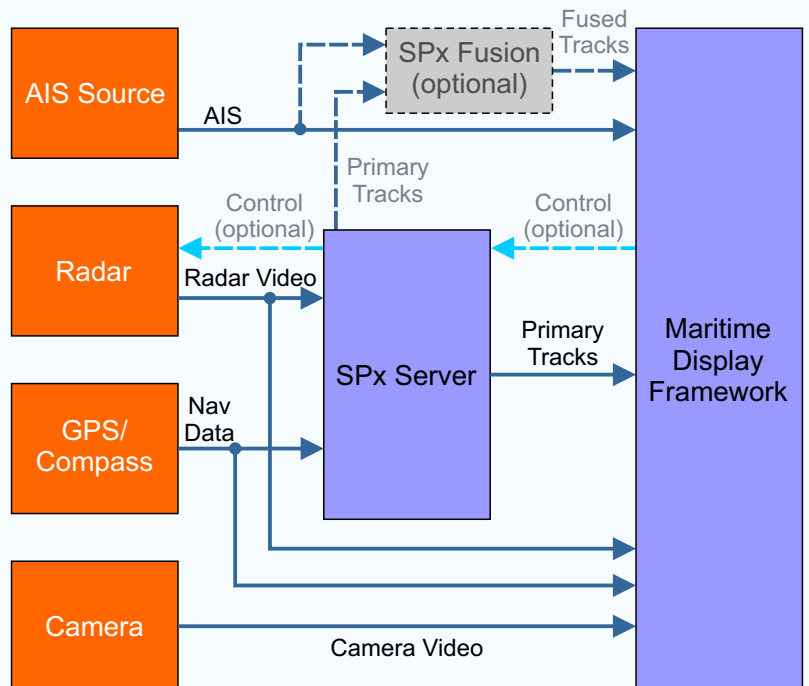 AIS Source
AIS
SPx Fusion
(optional)
Fused
Tracks
Primary
Tracks
Control
(optional)
Control
(optional)
Radar
Radar Video
SPx Server
Primary
Tracks
Maritime
Display
Framework
GPS/
Compass
Nav
Data
Camera
Camera Video